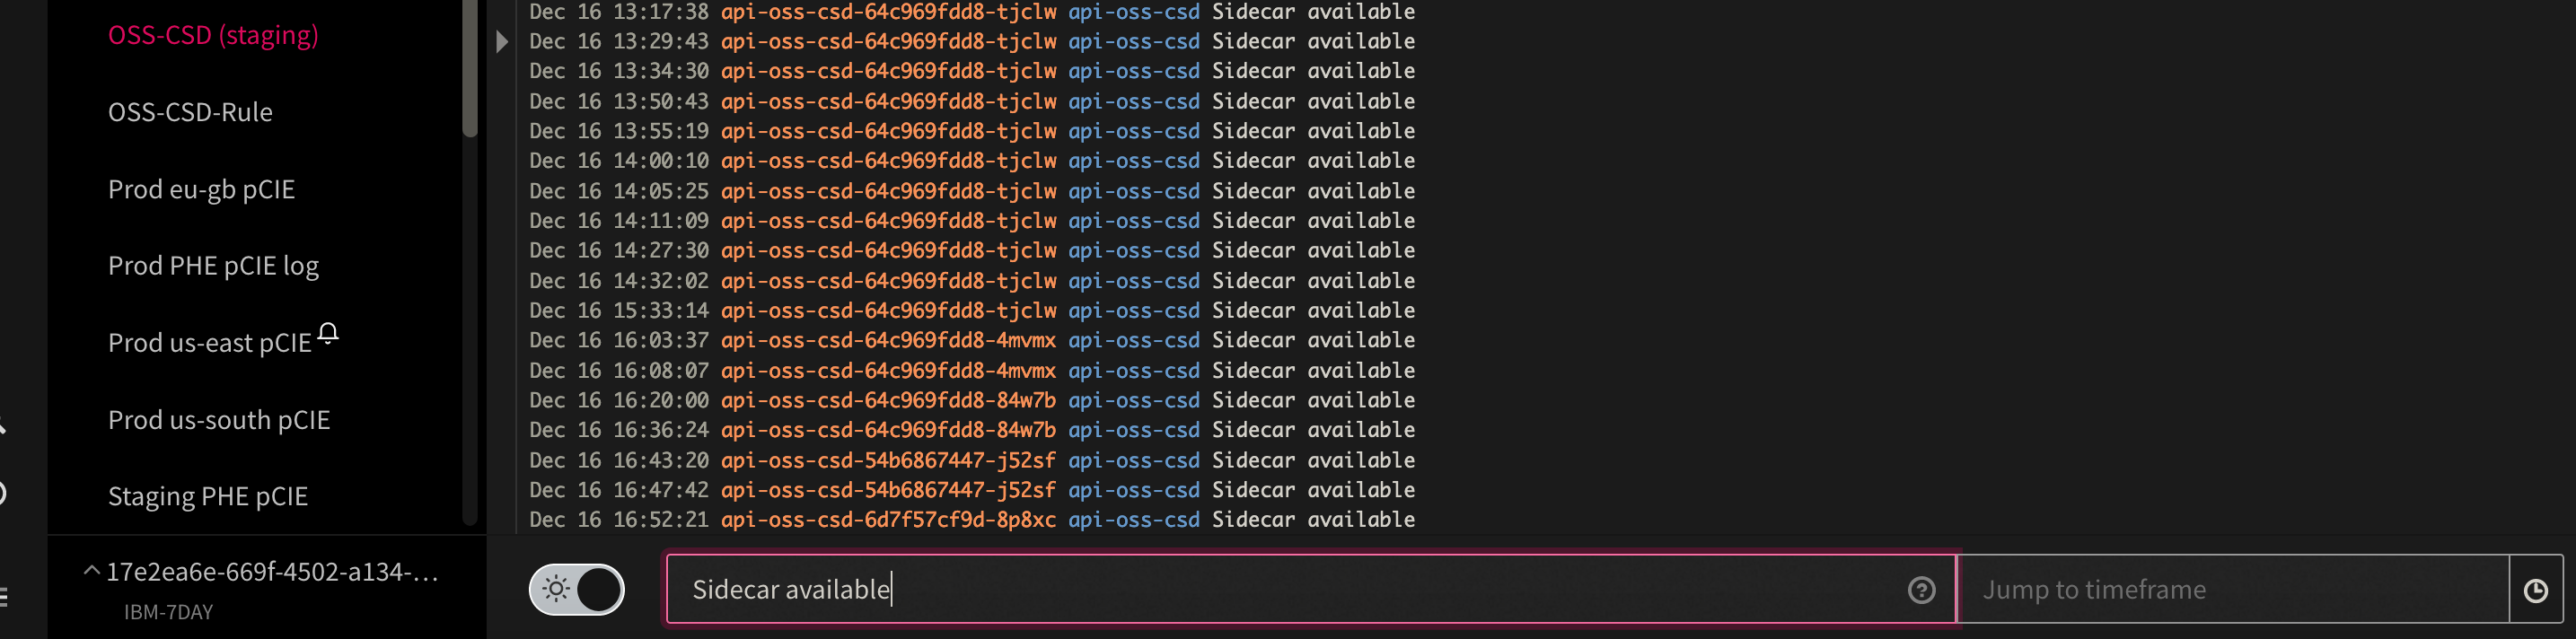 OSS-CSD (staging)
OSS-CSD-Rule
Prod eu-gb pCIE
Prod PHE pCIE log
Prod us-east pCIE
Prod us-south pCIE
Staging PHE pCIE
17e2ea6e-669f-4502-a134-...
IBM-7DAY
Dec 16 13:17:38 api-oss-csd-64c969fdd8-tjclw api-oss-csd Sidecar available
Dec 16 13:29:43 api-oss-csd-64c969fdd8-tjclw api-oss-csd Sidecar available
Dec 16 13:34:30 api-oss-csd-64c969fdd8-tjclw api-oss-csd Sidecar available
Dec 16 13:50:43 api-oss-csd-64c969fdd8-tjclw api-oss-csd Sidecar available
Dec 16 13:55:19 api-oss-csd-64c969fdd8-tjclw api-oss-csd Sidecar available
Dec 16 14:00:10 api-oss-csd-64c969fdd8-tjclw api-oss-csd Sidecar available
Dec 16 14:05:25 api-oss-csd-64c969fdd8-tjclw api-oss-csd Sidecar available
Dec 16 14:11:09 api-oss-csd-64c969fdd8-tjclw api-oss-csd Sidecar available
Dec 16 14:27:30 api-oss-csd-64c969fdd8-tjclw api-oss-csd Sidecar available
Dec 16 14:32:02 api-oss-csd-64c969fdd8-tjclw api-oss-csd Sidecar available
Dec 16 15:33:14 api-oss-csd-64c969fdd8-tjclw api-oss-csd Sidecar available
Dec 16 16:03:37 api-oss-csd-64c969fdd8-4mvmx api-oss-csd Sidecar available
Dec 16 16:08:07 api-oss-csd-64c969fdd8-4mvmx api-oss-csd Sidecar available
Dec 16 16:20:00 api-oss-csd-64c969fdd8-84w7b api-oss-csd Sidecar available
Dec 16 16:36:24 api-oss-csd-64c969fdd8-84w7b api-oss-csd Sidecar available
Dec 16 16:43:20 api-oss-csd-54b6867447-j52sf api-oss-csd Sidecar available
Dec 16 16:47:42 api-oss-csd-54b6867447-j52sf api-oss-csd Sidecar available
Dec 16 16:52:21 api-oss-csd-6d7f57cf9d-8p8xc api-oss-csd Sidecar available
Sidecar available
Jump to timeframe